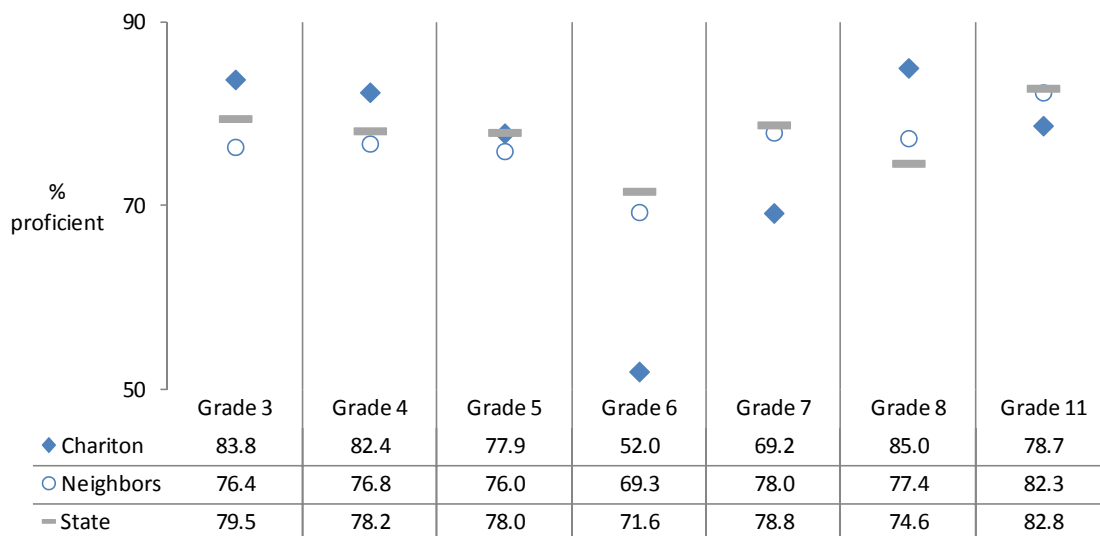 90
70
50
%
proficient
Grade 3 Grade 4 Grade 5 Grade 6 Grade 7 Grade 8 Grade 11
Chariton 83.8 82.4 77.9 52.0 69.2 85.0 78.7
Neighbors 76.4 76.8 76.0 69.3 78.0 77.4 82.3
State 79.5 78.2 78.0 71.6 78.8 74.6 82.8